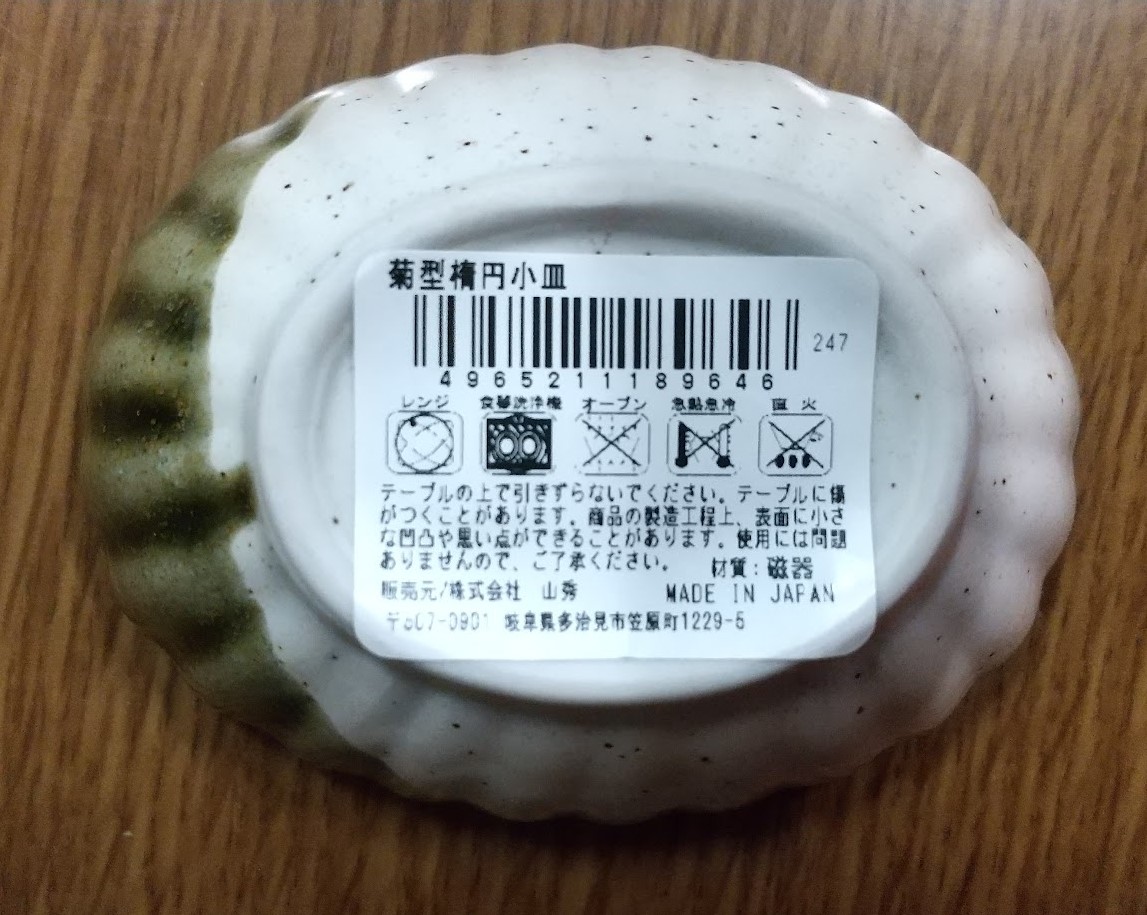 菊型楕円小皿
247
4965211189646
レンジ 食器洗浄機 オーブン 急熱急冷 直火
テーブルの上で引きずらないでください。テーブルに傷
がつくことがあります。商品の製造工程上、表面に小さ
な凹凸や黒い点ができることがあります。使用には問題
ありませんので、ご了承ください。 材質:磁器
販売元/株式会社 山秀 MADE IN JAPAN
〒507-0901 岐阜県多治見市笠原町1229-5